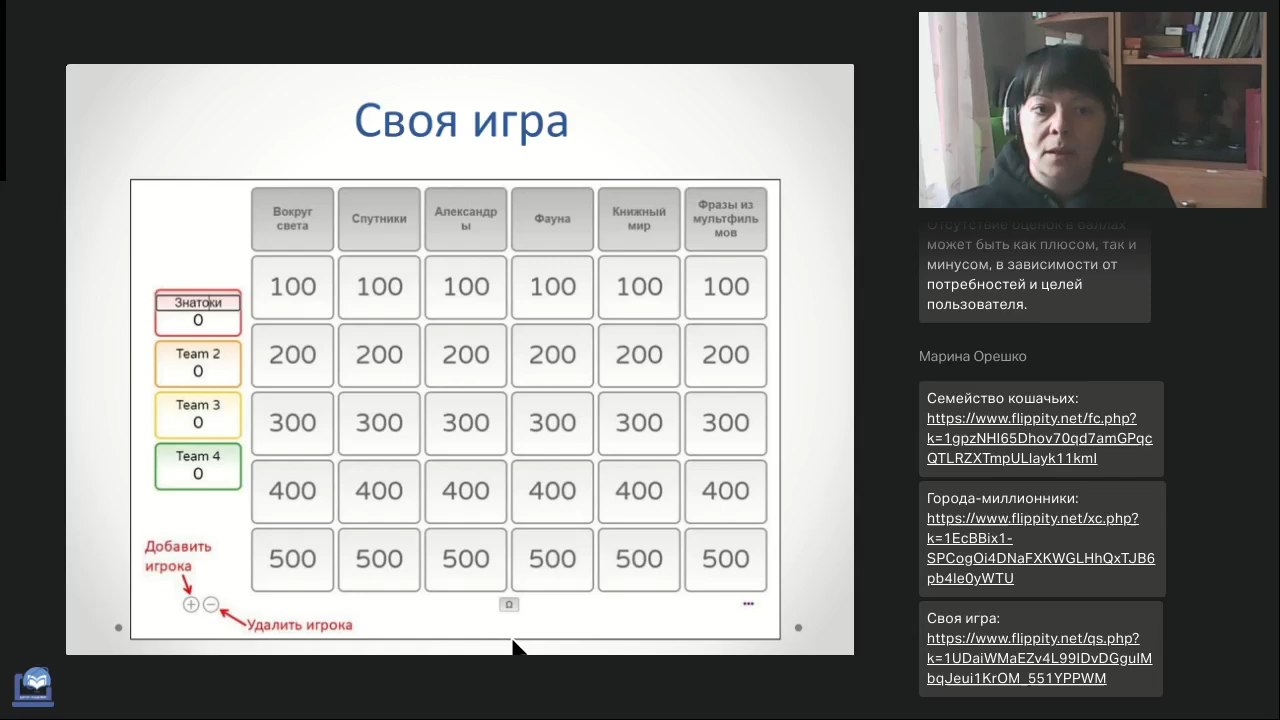 Своя игра
Вокруг
света
Спутники
Александр
ы
Фауна
Книжный
мир
Фразы из
мультфиль
мов
100 100 100 100 100 100
Знатоки
0
200 200 200 200 200 200
Team 2
0
300 300 300 300 300 300
Team 3
0
400 400 400 400 400 400
Team 4
0
500 500 500 500 500 500
Добавить
игрока
Удалить игрока
Ω
Отсутствие оценок в баллах
может быть как плюсом, так и
минусом, в зависимости от
потребностей и целей
пользователя.
Марина Орешко
Семейство кошачьих:
https://www.flippity.net/fc.php?
k=1gpzNHl65Dhov70qd7amGPqc
QTLRZXTmpULlayk11kmI
Города-миллионники:
https://www.flippity.net/xc.php?
k=1EcBBix1-
SPCogOi4DNaFXKWGLHhQxTJB6
pb4Ie0yWTU
Своя игра:
https://www.flippity.net/qs.php?
k=1UDaiWMaEZv4L99IDvDGguIM
bqJeui1KrOM_551YPPWM